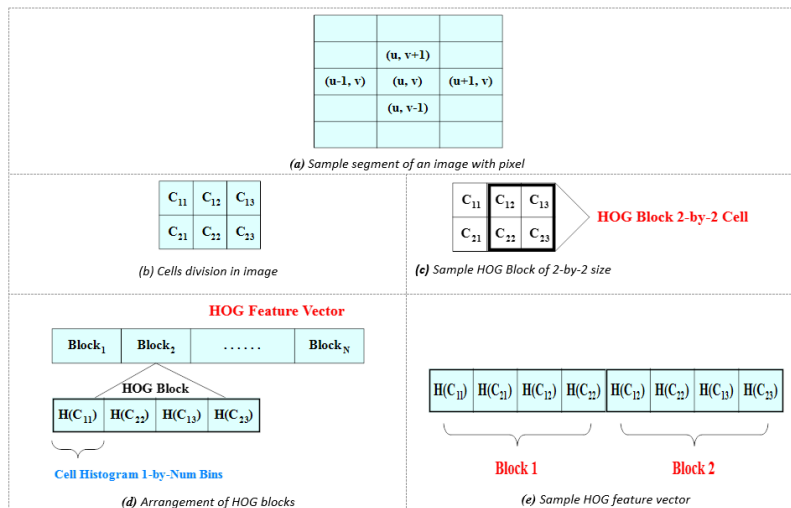 (u, v+1)
(u-1, v) (u, v) (u+1, v)
(u, v-1)
(a) Sample segment of an image with pixel
C11 C12 C13
C21 C22 C23
(b) Cells division in image
C11 C12 C13
C21 C22 C23
HOG Block 2-by-2 Cell
(c) Sample HOG Block of 2-by-2 size
HOG Feature Vector
Block1 Block2 ...... BlockN
HOG Block
H(C11) H(C22) H(C13) H(C23)
Cell Histogram 1-by-Num Bins
(d) Arrangement of HOG blocks
H(C11) H(C21) H(C12) H(C22) H(C12) H(C22) H(C13) H(C23)
Block 1 Block 2
(e) Sample HOG feature vector